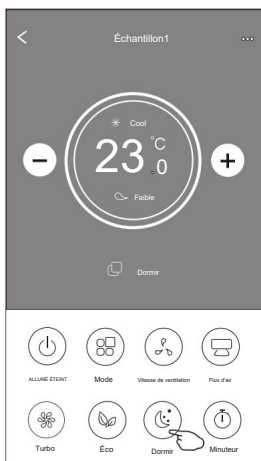 Échantillon1
Cool
23.0 °C
Faible
Dormir
ALLUMÉ ÉTEINT Mode Vitesse de ventilation Flux d'air
Turbo Éco Dormir Minuteur